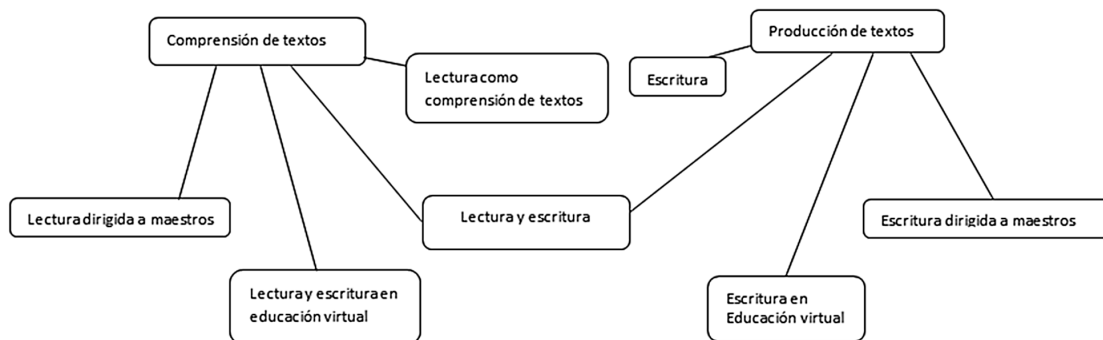 Comprensión de textos
Producción de textos
Lectura como
comprensión de textos
Escritura
Lectura dirigida a maestros
Lectura y escritura
Escritura dirigida a maestros
Lectura y escritura en
educación virtual
Escritura en
Educación virtual